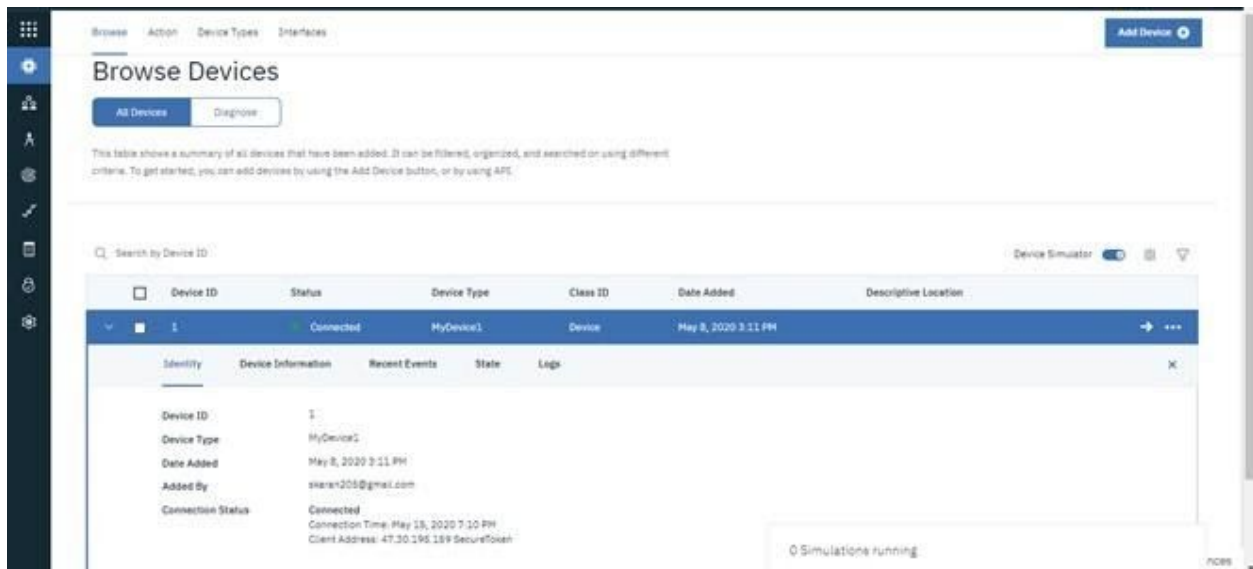 Browse Action Device Types Interfaces
Add Device
Browse Devices
All Devices Diagnose
This table shows a summary of all devices that have been added. It can be filtered, organized, and searched on using different
criteria. To get started, you can add devices by using the Add Device button, or by using API.
Search by Device ID
Device Simulator
Device ID Status Device Type Class ID Date Added Descriptive Location
1 Connected MyDevice1 Device May 8, 2020 3:11 PM
Identity Device Information Recent Events State Logs
Device ID 1
Device Type MyDevice1
Date Added May 8, 2020 3:11 PM
Added By skaran205@gmail.com
Connection Status Connected
Connection Time: May 15, 2020 7:10 PM
Client Address: SecureToken
0 Simulations running